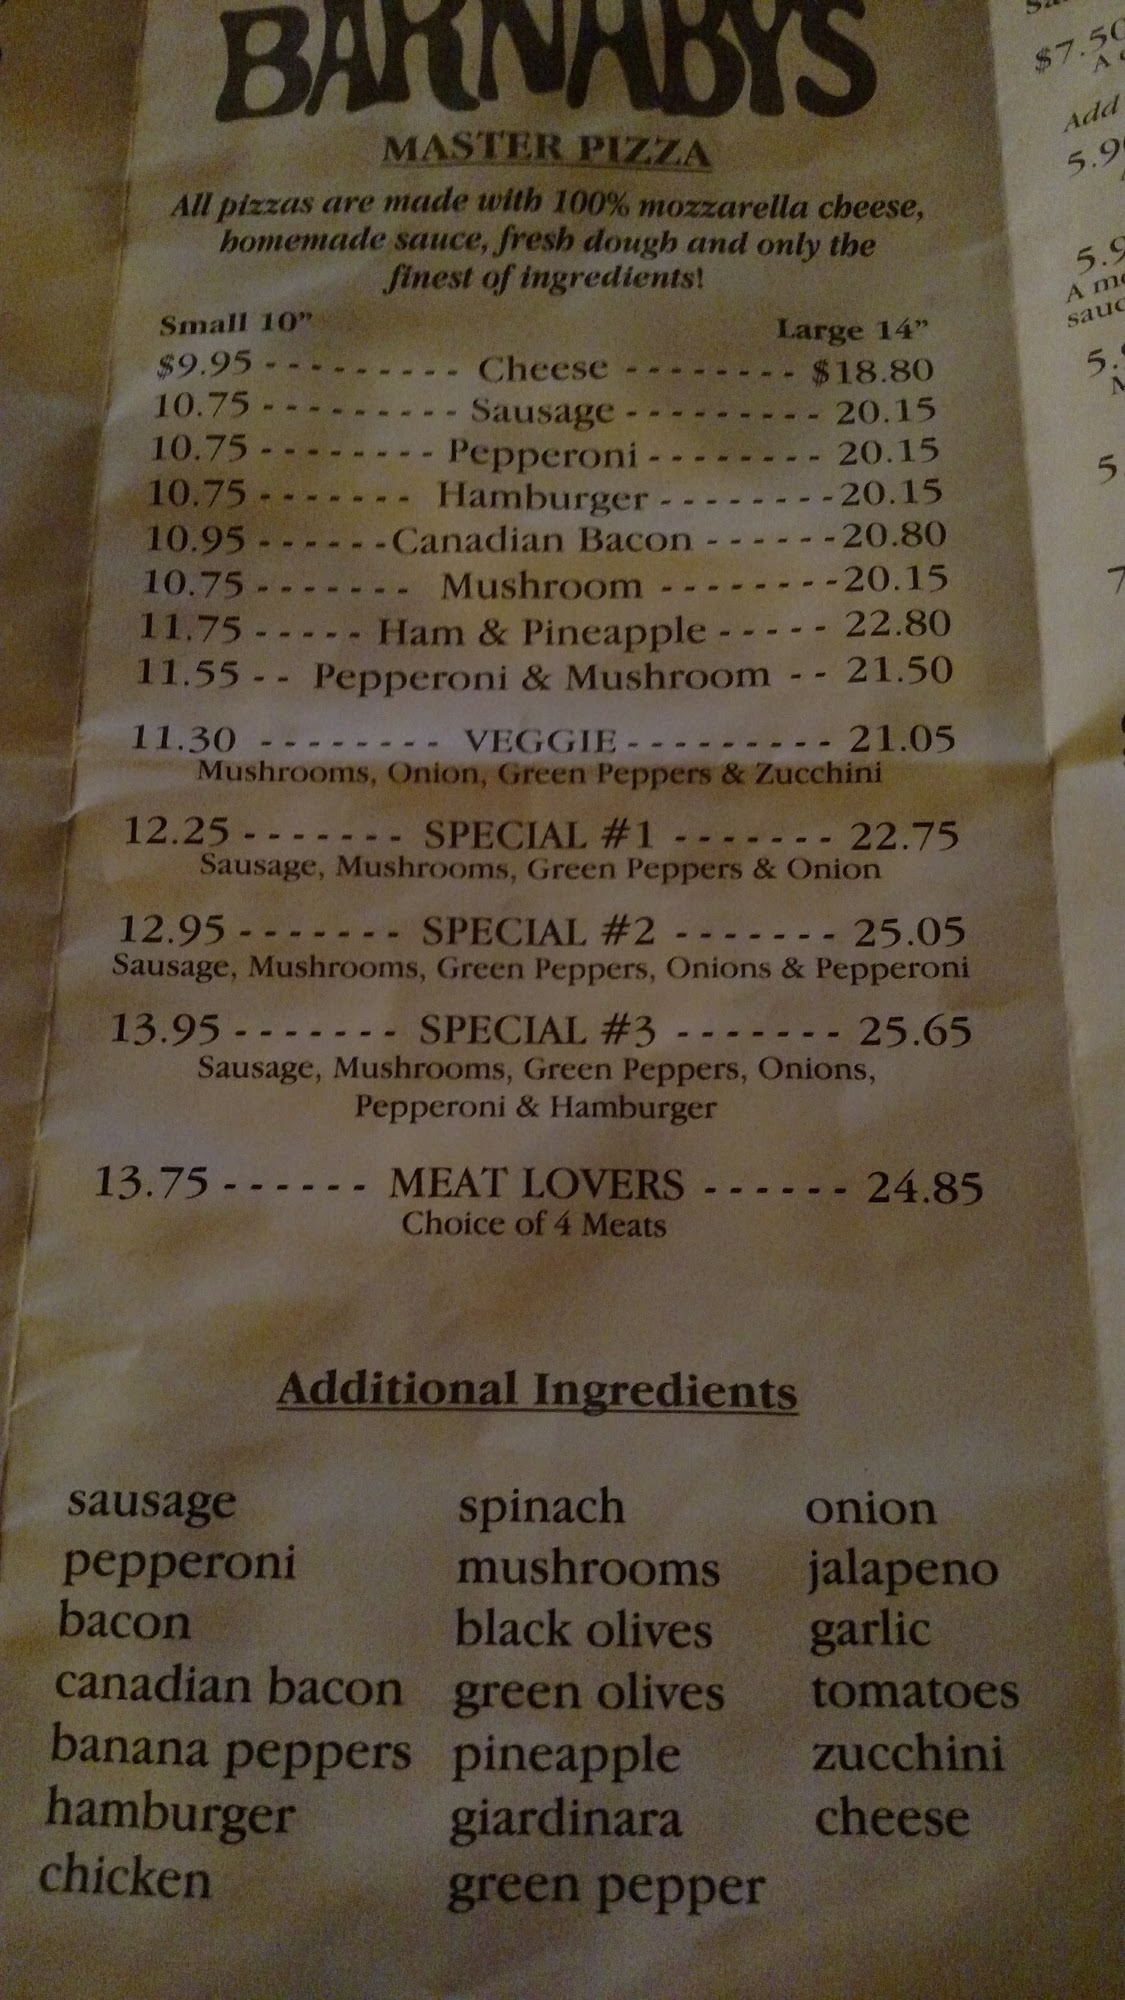 BARNABYS
MASTER PIZZA
All pizzas are made with 100% mozzarella cheese,
homemade sauce, fresh dough and only the
finest of ingredients!
Small 10" Large 14"
$9.95 - - - - - - - - - Cheese - - - - - - - - $18.80
10.75 - - - - - - - - - Sausage - - - - - - - - - 20.15
10.75 - - - - - - - - Pepperoni - - - - - - - - 20.15
10.75 - - - - - - - Hamburger - - - - - - - -20.15
10.95 - - - - - -Canadian Bacon - - - - - -20.80
10.75 - - - - - - - Mushroom - - - - - - - -20.15
11.75 - - - - - Ham & Pineapple - - - - - 22.80
11.55 - - Pepperoni & Mushroom - - 21.50
11.30 - - - - - - - - VEGGIE - - - - - - - - - 21.05
Mushrooms, Onion, Green Peppers & Zucchini
12.25 - - - - - - - SPECIAL #1 - - - - - - - 22.75
Sausage, Mushrooms, Green Peppers & Onion
12.95 - - - - - - - SPECIAL #2 - - - - - - - 25.05
Sausage, Mushrooms, Green Peppers, Onions & Pepperoni
13.95 - - - - - - - SPECIAL #3 - - - - - - - 25.65
Sausage, Mushrooms, Green Peppers, Onions,
Pepperoni & Hamburger
13.75 - - - - - - MEAT LOVERS - - - - - - 24.85
Choice of 4 Meats
Additional Ingredients
sausage spinach onion
pepperoni mushrooms jalapeno
bacon black olives garlic
canadian bacon green olives tomatoes
banana peppers pineapple zucchini
hamburger giardinara cheese
chicken green pepper
$7.50
A
Add
A